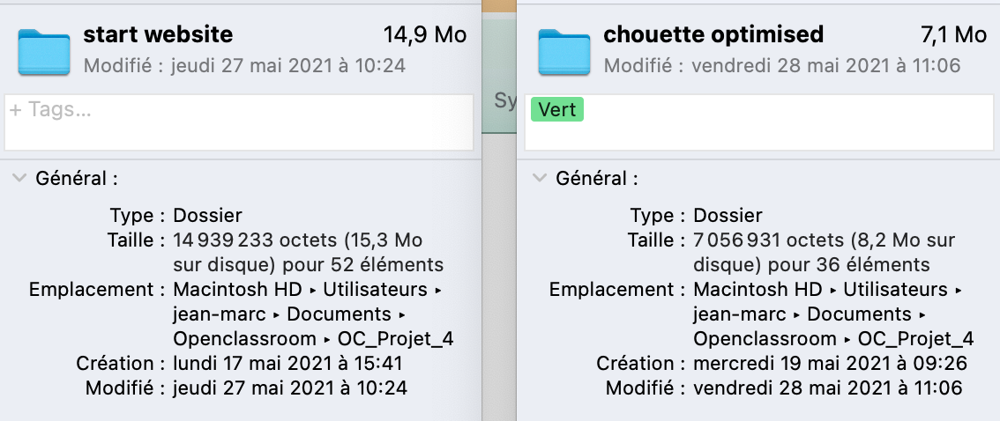 start website 14,9 Mo
Modifié : jeudi 27 mai 2021 à 10:24
+ Tags...
Général :
Type : Dossier
Taille : 14 939 233 octets (15,3 Mo
sur disque) pour 52 éléments
Emplacement : Macintosh HD ▸ Utilisateurs ▸
jean-marc ▸ Documents ▸
Openclassroom ▸ OC_Projet_4
Création : lundi 17 mai 2021 à 15:41
Modifié : jeudi 27 mai 2021 à 10:24
Sy
chouette optimised 7,1 Mo
Modifié : vendredi 28 mai 2021 à 11:06
Vert
Général :
Type : Dossier
Taille : 7 056 931 octets (8,2 Mo sur
disque) pour 36 éléments
Emplacement : Macintosh HD ▸ Utilisateurs ▸
jean-marc ▸ Documents ▸
Openclassroom ▸ OC_Projet_4
Création : mercredi 19 mai 2021 à 09:26
Modifié : vendredi 28 mai 2021 à 11:06